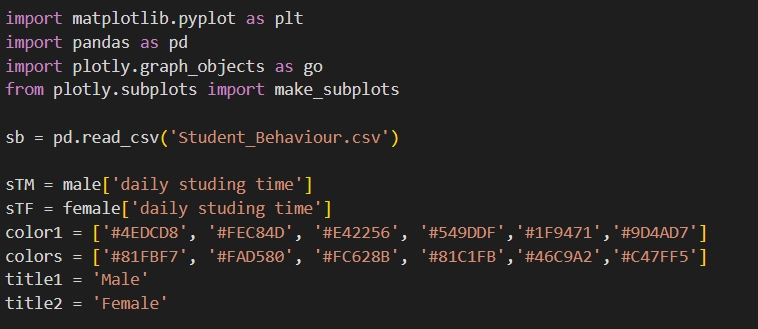 import matplotlib.pyplot as plt
import pandas as pd
import plotly.graph_objects as go
from plotly.subplots import make_subplots
sb = pd.read_csv('Student_Behaviour.csv')
sTM = male['daily studing time']
sTF = female['daily studing time']
color1 = ['#4EDCD8', '#FEC84D', '#E42256', '#549DDF','#1F9471','#9D4AD7']
colors = ['#81FBF7', '#FAD580', '#FC628B', '#81C1FB','#46C9A2','#C47FF5']
title1 = 'Male'
title2 = 'Female'